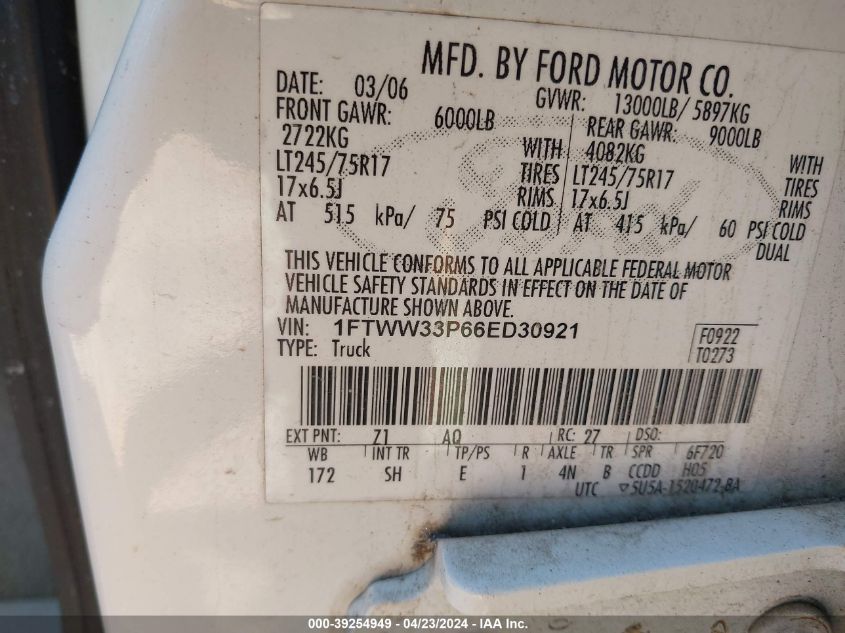 MFD. BY FORD MOTOR CO.
DATE: 03/06 GVWR: 13000LB/ 5897KG
FRONT GAWR: 6000LB REAR GAWR: 9000LB
2722KG WITH 4082KG WITH
LT245/75R17 TIRES LT245/75R17 TIRES
17x6.5J RIMS 17x6.5J RIMS
AT 515 kPa/ 75 PSI COLD AT 415 kPa/ 60 PSI COLD
DUAL
THIS VEHICLE CONFORMS TO ALL APPLICABLE FEDERAL MOTOR
VEHICLE SAFETY STANDARDS IN EFFECT ON THE DATE OF
MANUFACTURE SHOWN ABOVE.
VIN: 1FTWW33P66ED30921 F0922
TYPE: Truck T0273
EXT PNT: Z1 AQ RC: 27 DSO:
WB INT TR TP/PS R AXLE TR SPR 6F720
172 SH E 1 4N B CCDD H05
UTC ▽5U5A-1520472-BA
000-39254949 - 04/23/2024 - IAA Inc.